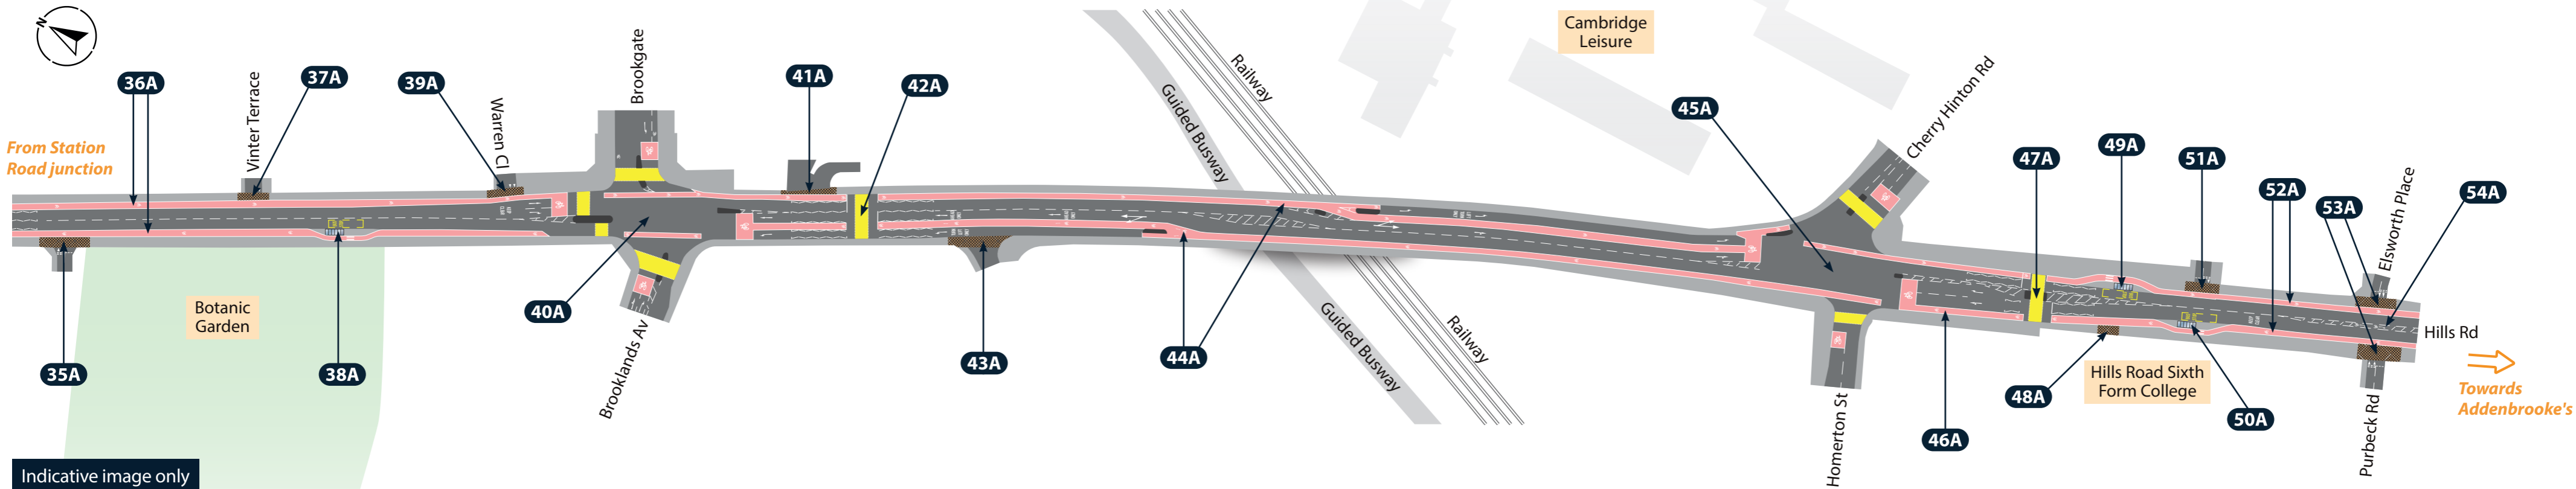 N
Cambridge
Leisure
Brookgate
Railway
36A
Vinter Terrace
37A
39A
Warren Cl
41A
42A
Guided Busway
45A
Cherry Hinton Rd
From Station
Road junction
47A
49A
51A
Elsworth Place
52A
53A
54A
Botanic
Garden
40A
Brooklands Av
35A
38A
43A
44A
Guided Busway
Railway
Homerton St
46A
48A
Hills Road Sixth
Form College
50A
Purbeck Rd
Hills Rd
Towards
Addenbrooke's
Indicative image only